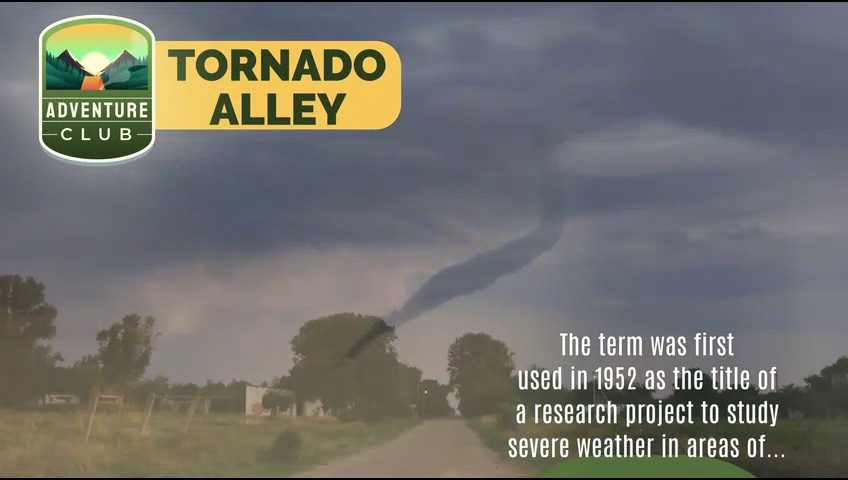 ADVENTURE
CLUB
TORNADO
ALLEY
The term was first
used in 1952 as the title of
a research project to study
severe weather in areas of...